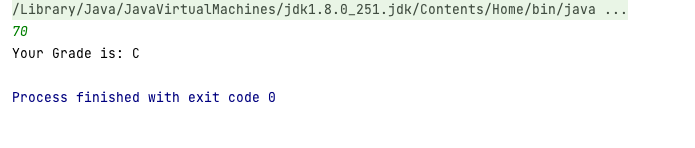 /Library/Java/JavaVirtualMachines/jdk1.8.0_251.jdk/Contents/Home/bin/java ...
70
Your Grade is: C
Process finished with exit code 0